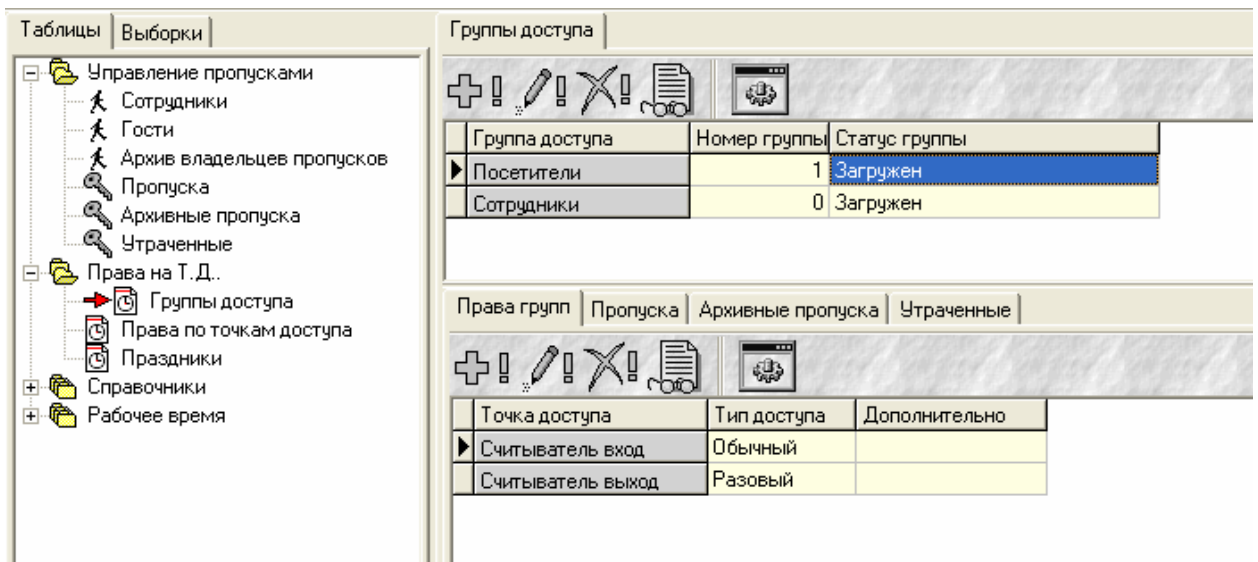 Таблицы Выборки
Управление пропусками
Сотрудники
Гости
Архив владельцев пропусков
Пропуска
Архивные пропуска
Утраченные
Права на Т.Д..
Группы доступа
Права по точкам доступа
Праздники
Справочники
Рабочее время
Группы доступа
Группа доступа Номер группы Статус группы
Посетители 1 Загружен
Сотрудники 0 Загружен
Права групп Пропуска Архивные пропуска Утраченные
Точка доступа Тип доступа Дополнительно
Считыватель вход Обычный
Считыватель выход Разовый